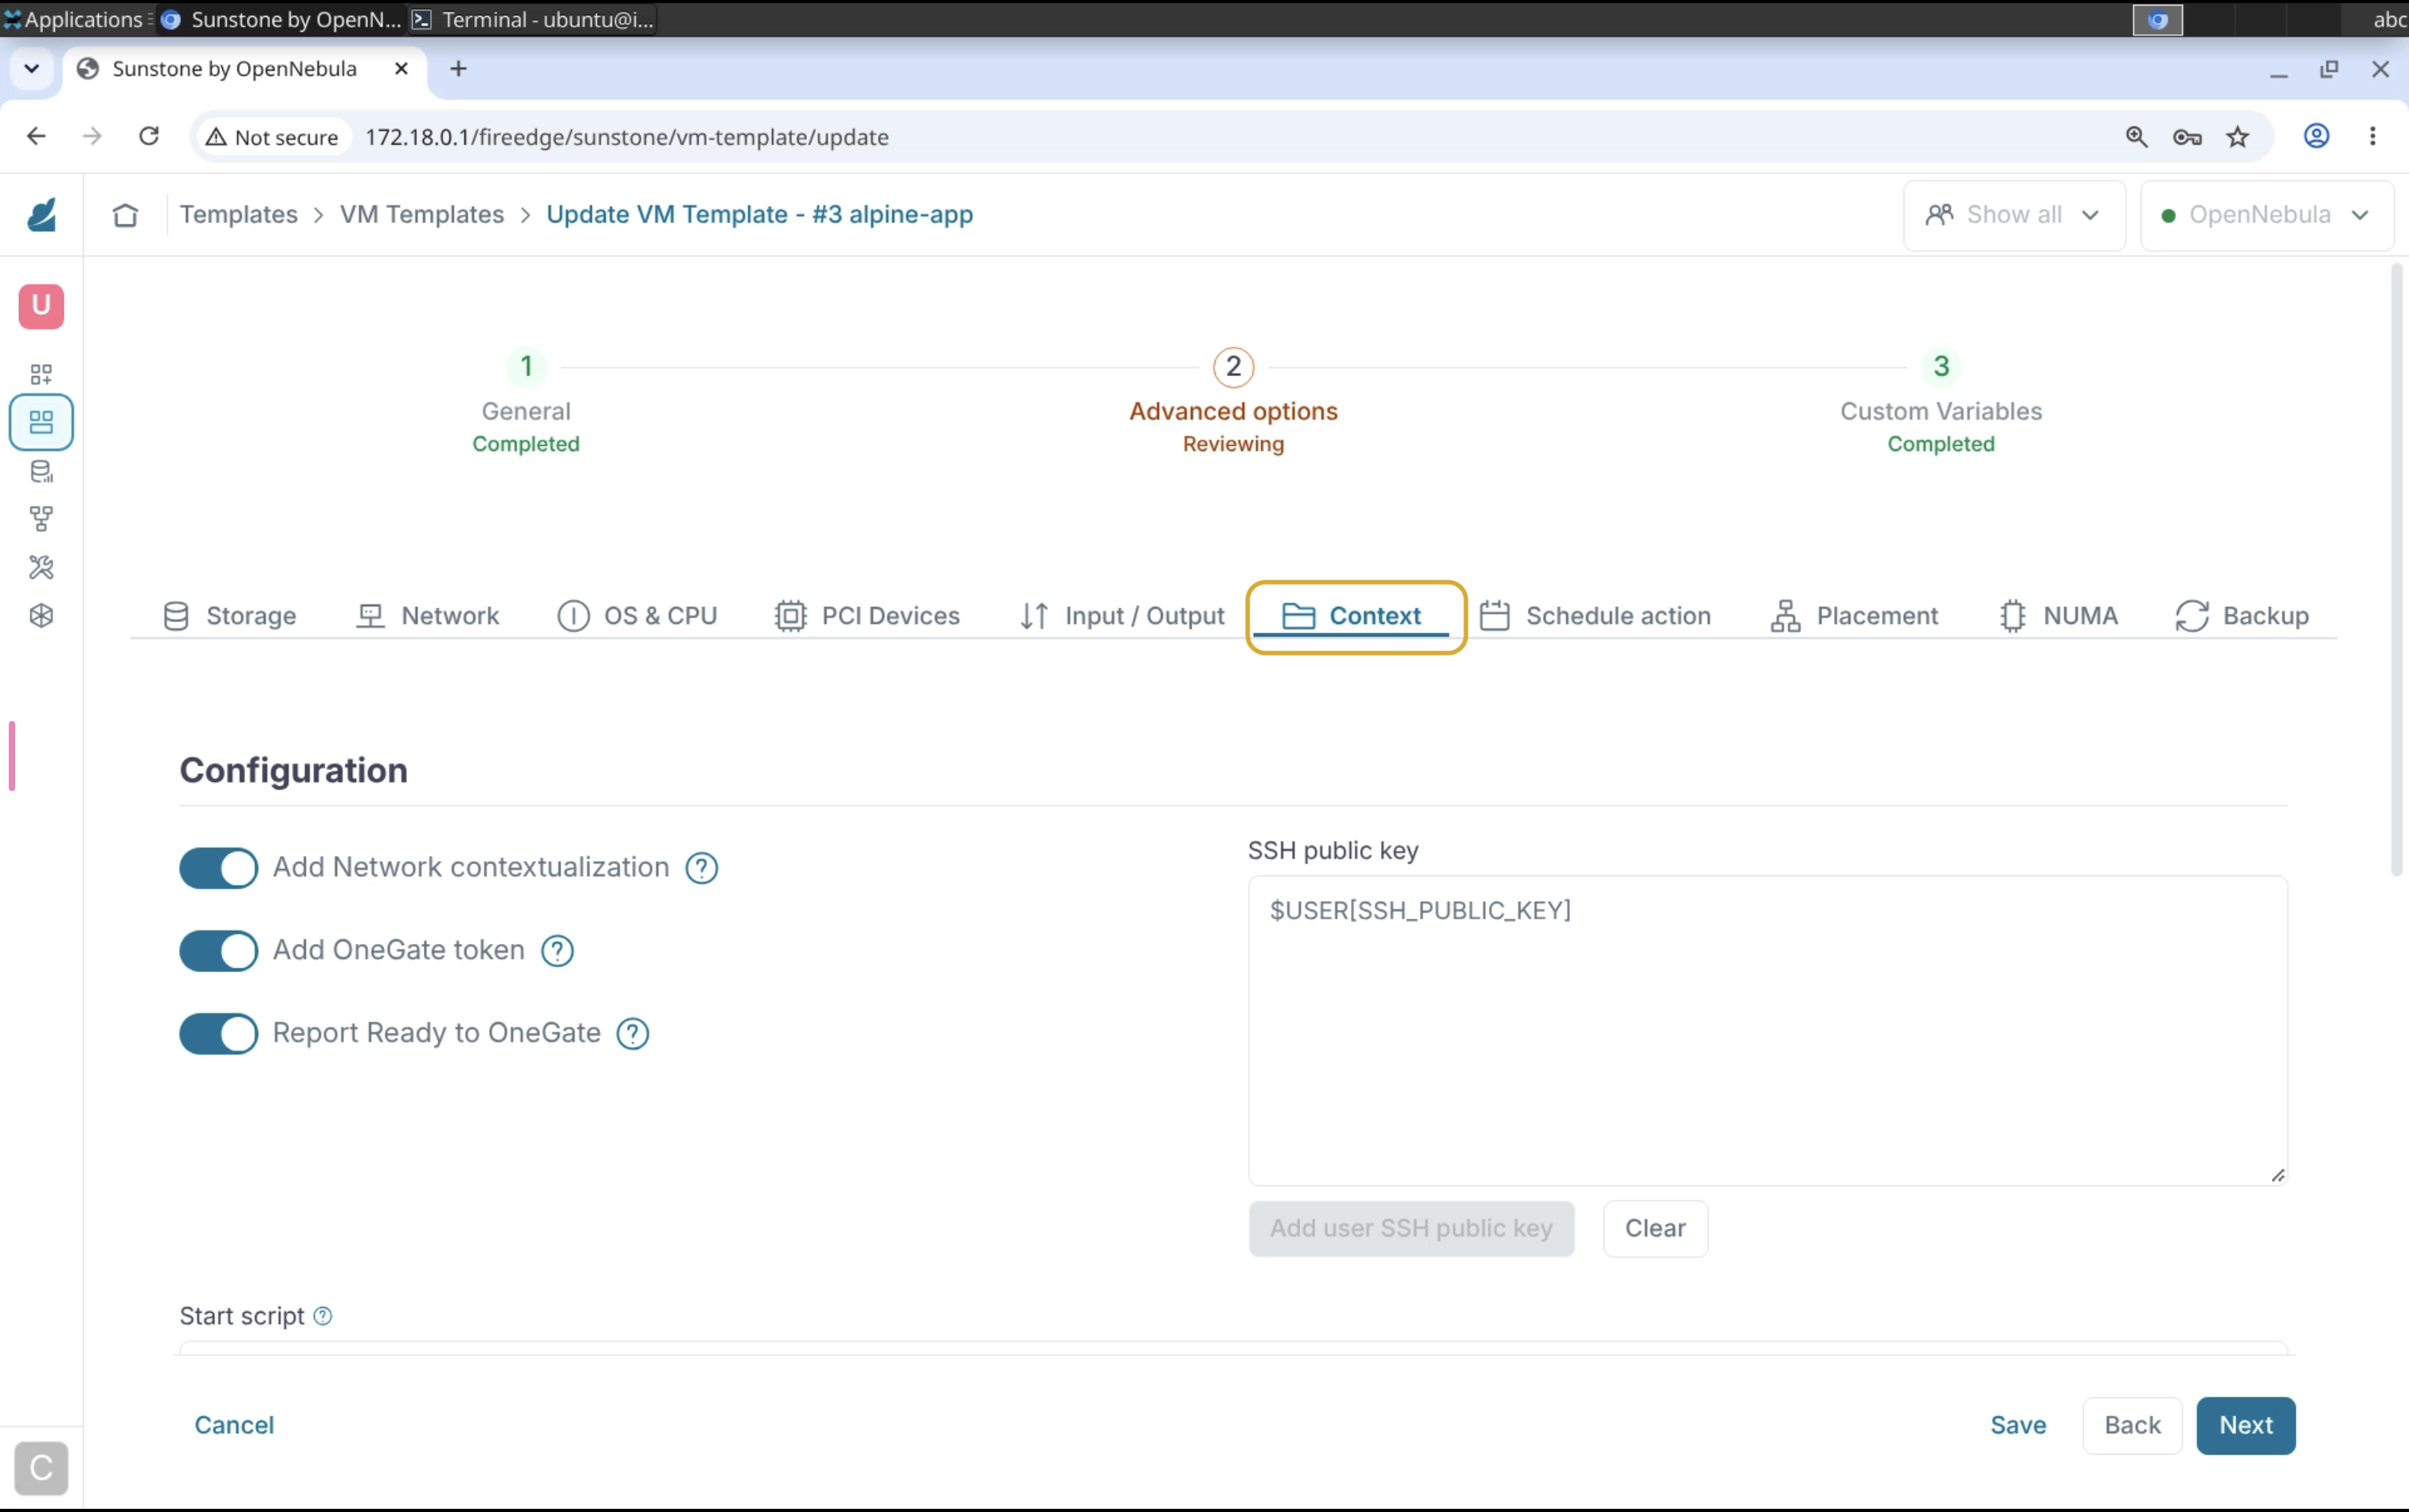 Applications Sunstone by OpenN... Terminal - ubuntu@i... abc
Sunstone by OpenNebula
Not secure 172.18.0.1/fireedge/sunstone/vm-template/update
Templates > VM Templates > Update VM Template - #3 alpine-app Show all OpenNebula
U
1 2 3
General Advanced options Custom Variables
Completed Reviewing Completed
Storage Network OS & CPU PCI Devices Input / Output Context Schedule action Placement NUMA Backup
Configuration
Add Network contextualization ?
Add OneGate token ?
Report Ready to OneGate ?
SSH public key
$USER[SSH_PUBLIC_KEY]
Add user SSH public key Clear
Start script ?
Cancel Save Back Next
C